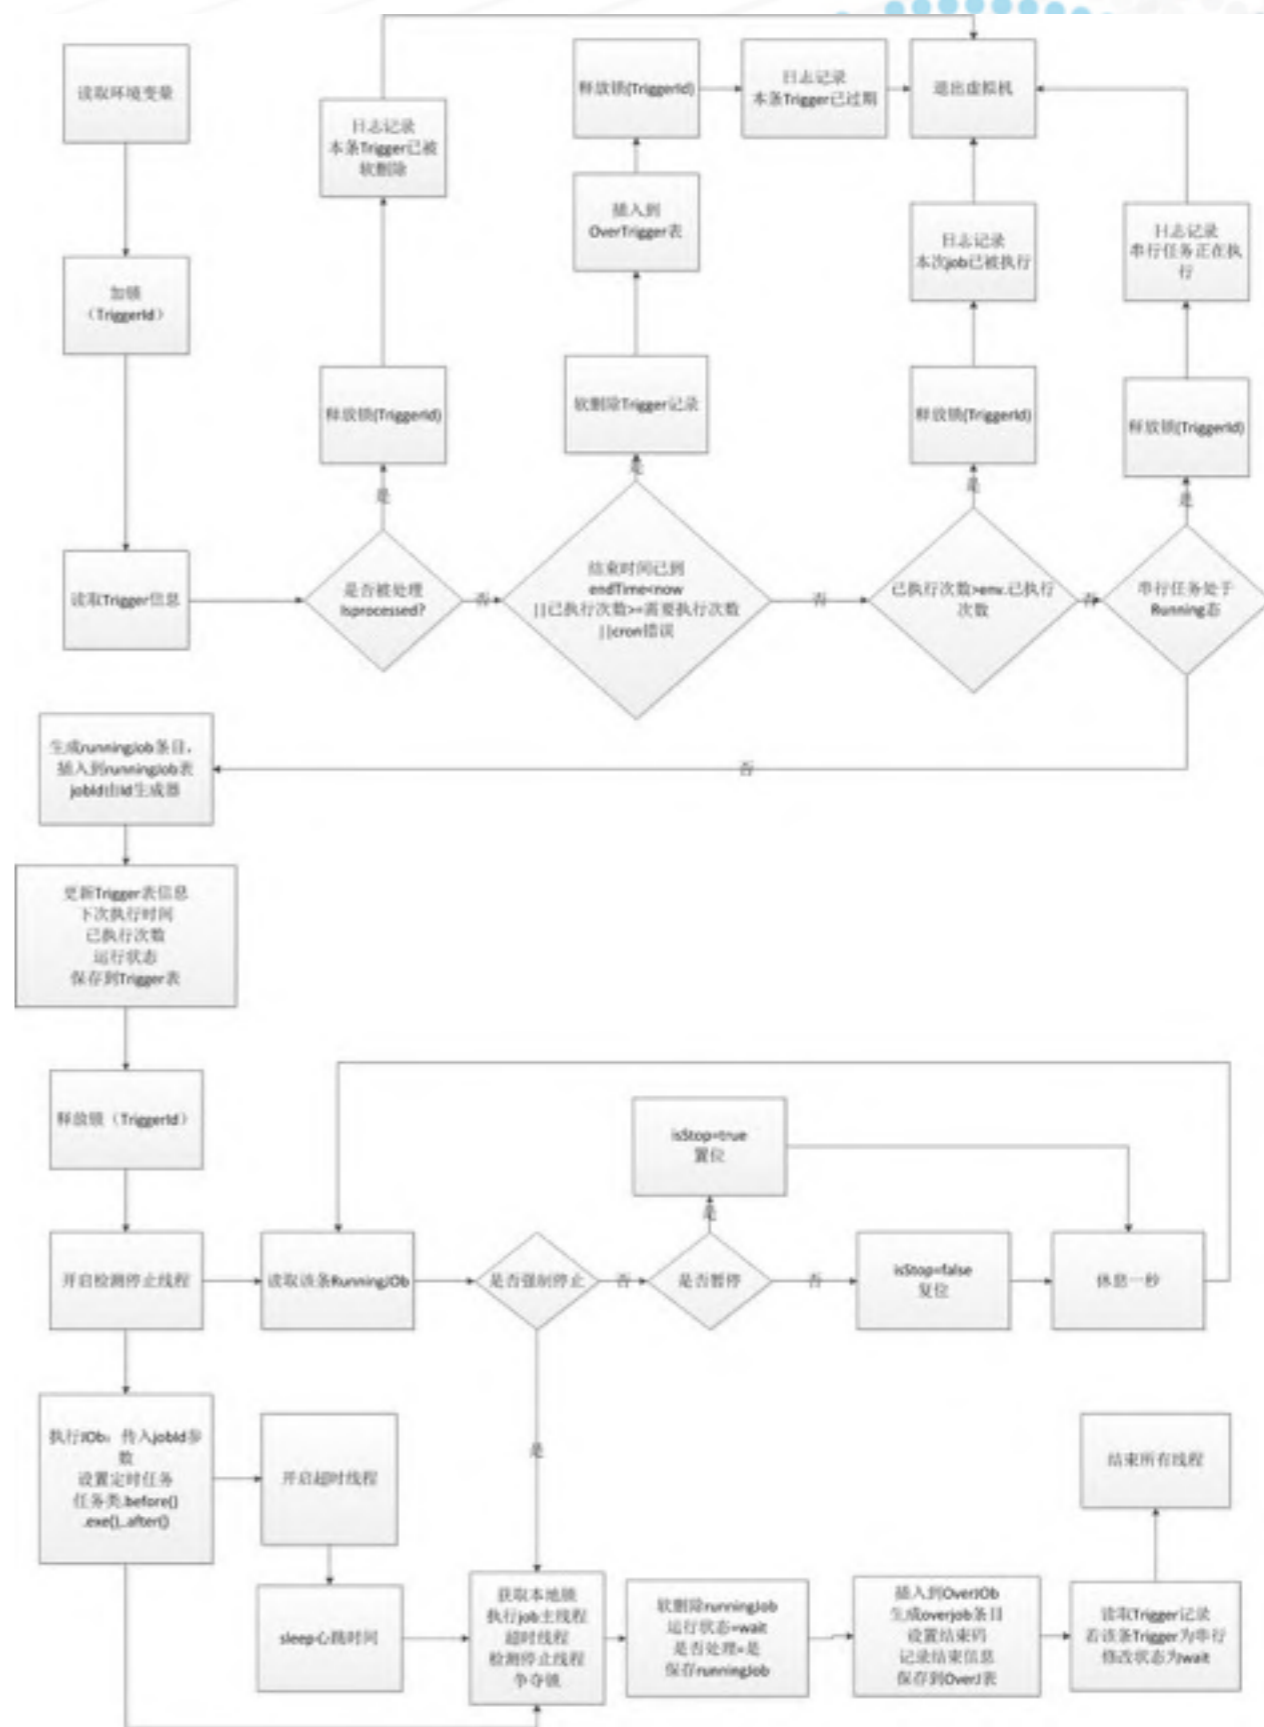 读取环境变量
加锁
（TriggerId）
读取Trigger信息
日志记录
本条Trigger已被
软删除
释放锁(TriggerId)
是
是否被处理
Isprocessed?
否
释放锁(TriggerId)
插入到
OverTrigger表
软删除Trigger记录
是
结束时间已到
endTime<now
||已执行次数>=需要执行次数
||cron错误
否
日志记录
本条Trigger已过期
退出虚拟机
日志记录
本次job已被执行
释放锁(TriggerId)
是
已执行次数>env.已执行
次数
否
日志记录
串行任务正在执
行
释放锁(TriggerId)
是
串行任务处于
Running态
否
生成runningJob条目，
插入到runningJob表
jobId由Id生成器
更新Trigger表信息
下次执行时间
已执行次数
运行状态
保存到Trigger表
释放锁（TriggerId）
开启检测停止线程
读取该条RunningJOb
是否强制停止
否
是否暂停
是
isStop=true
置位
否
isStop=false
复位
休息一秒
是
执行JOb，传入jobId参
数
设置定时任务
任务类.before()
.exe(),.after()
开启超时线程
sleep心跳时间
获取本地锁
执行job主线程
超时线程
检测停止线程
争夺锁
软删除runningJob
运行状态=wait
是否处理=是
保存runningJob
插入到OverJOb
生成overjob条目
设置结束码
记录结束信息
保存到OverJ表
读取Trigger记录
若该条Trigger为串行
修改状态为wait
结束所有线程